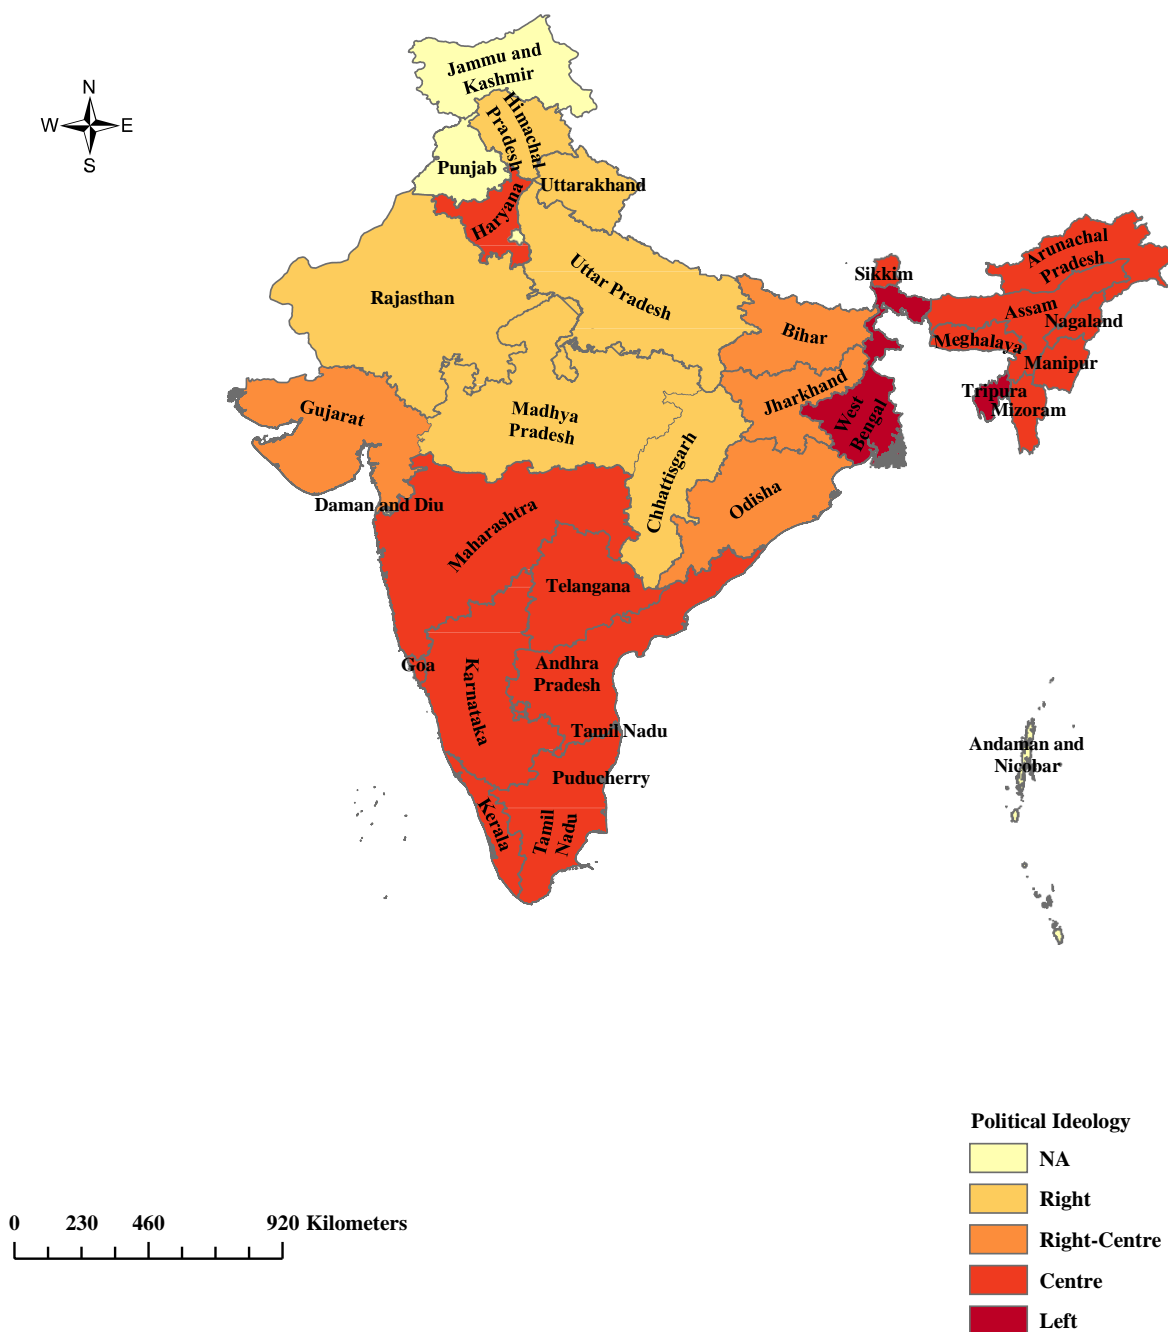 Jammu and
Kashmir
N
W E
S
Himachal
Pradesh
Punjab
Uttarakhand
Haryana
Arunachal
Pradesh
Uttar Pradesh
Sikkim
Rajasthan
Assam
Nagaland
Bihar
Meghalaya
Manipur
Jharkhand
Tripura
Mizoram
Gujarat
Madhya
Pradesh
West
Bengal
Chhattisgarh
Odisha
Daman and Diu
Maharashtra
Telangana
Goa
Karnataka
Andhra
Pradesh
Tamil Nadu
Andaman and
Nicobar
Puducherry
Kerala
Tamil
Nadu
Political Ideology
NA
Right
Right-Centre
Centre
Left
0 230 460 920 Kilometers